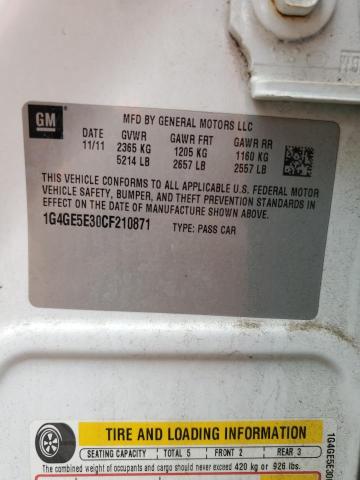 GM
MFD BY GENERAL MOTORS LLC
DATE GVWR GAWR FRT GAWR RR
11/11 2365 KG 1205 KG 1160 KG
5214 LB 2657 LB 2557 LB
THIS VEHICLE CONFORMS TO ALL APPLICABLE U.S. FEDERAL MOTOR
VEHICLE SAFETY, BUMPER, AND THEFT PREVENTION STANDARDS IN
EFFECT ON THE DATE OF MANUFACTURE SHOWN ABOVE.
1G4GE5E30CF210871 TYPE: PASS CAR
TIRE AND LOADING INFORMATION
SEATING CAPACITY TOTAL 5 FRONT 2 REAR 3
The combined weight of occupants and cargo should never exceed 420 kg or 926 lbs.
1G4GE5E30